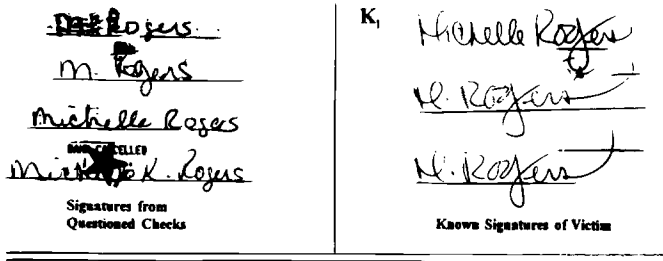 Rogers
M. Rogers
Michelle Rogers
CANCELLED
K. Rogers
Signatures from
Questioned Checks
K₁
Michelle Rogers
M. Rogers
M. Rogers
Known Signatures of Victim